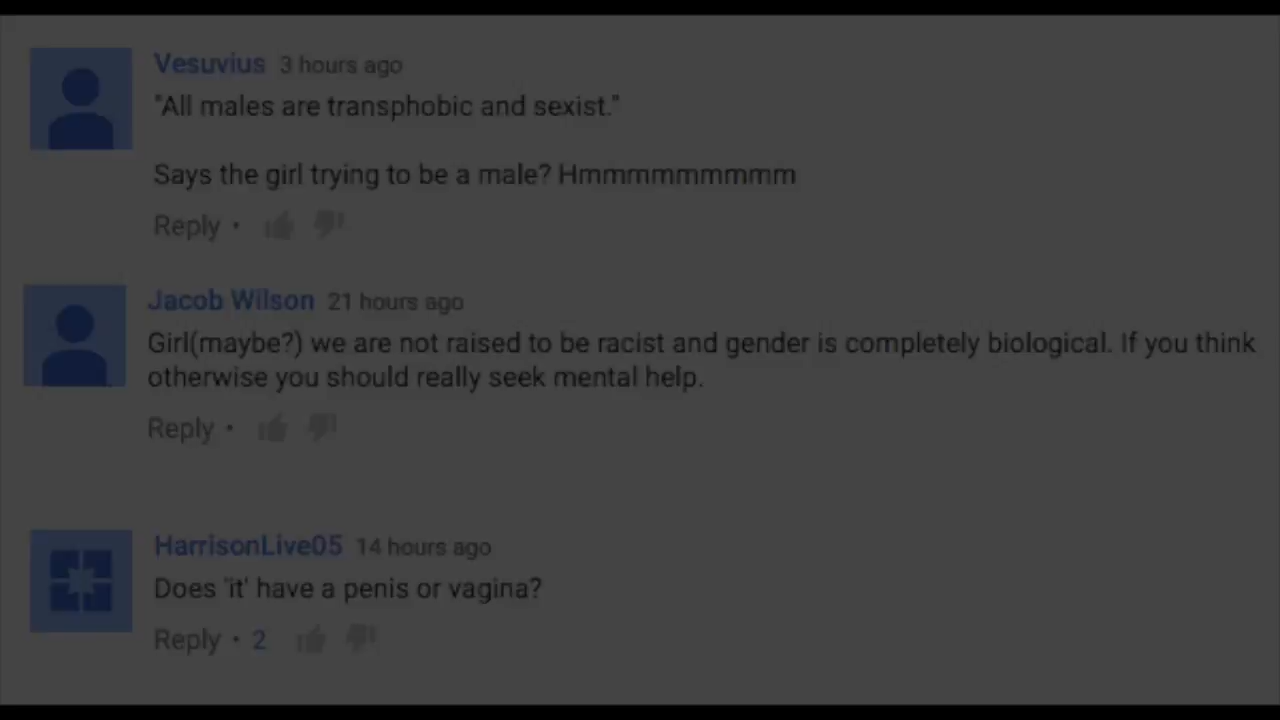 Vesuvius 3 hours ago
"All males are transphobic and sexist."
Says the girl trying to be a male? Hmmmmmmmmm
Reply •
Jacob Wilson 21 hours ago
Girl(maybe?) we are not raised to be racist and gender is completely biological. If you think
otherwise you should really seek mental help.
Reply •
HarrisonLive05 14 hours ago
Does 'it' have a penis or vagina?
Reply • 2